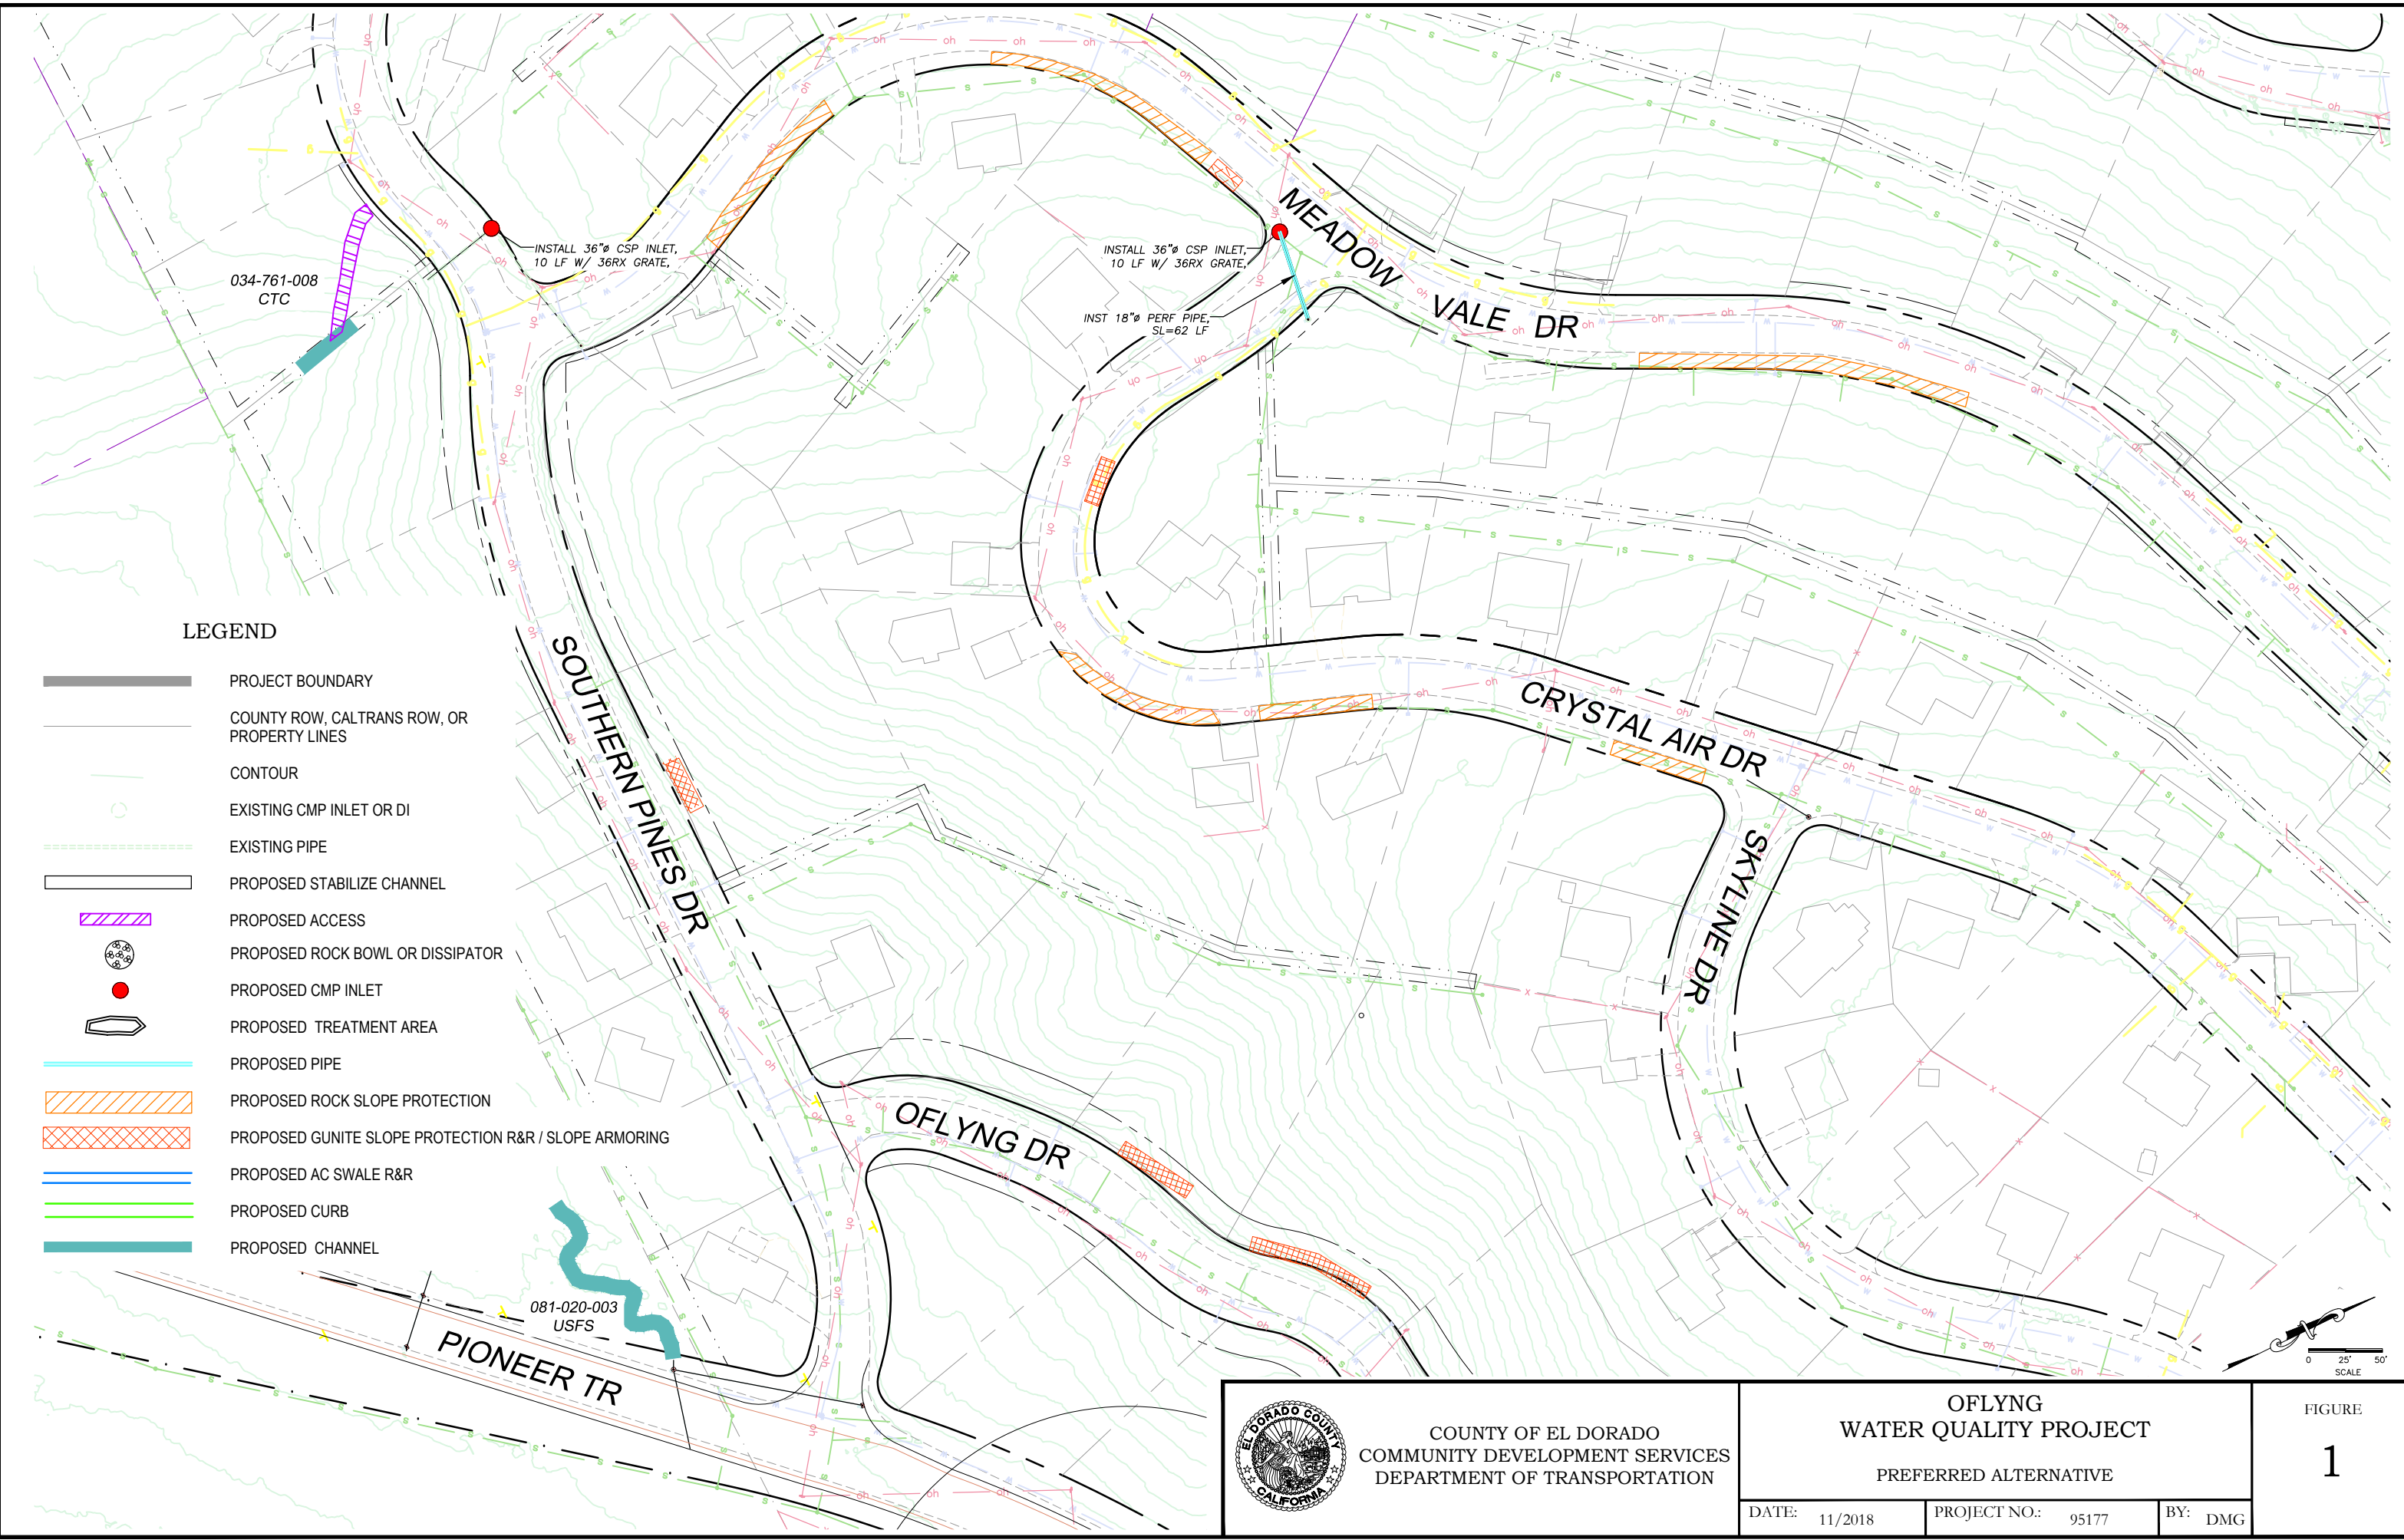 INSTALL 36"ø CSP INLET,
10 LF W/ 36RX GRATE,
034-761-008
CTC
INSTALL 36"ø CSP INLET,
10 LF W/ 36RX GRATE,
INST 18"ø PERF PIPE,
SL=62 LF
MEADOW VALE DR
CRYSTAL AIR DR
SKYLINE DR
SOUTHERN PINES DR
OFLYNG DR
PIONEER TR
081-020-003
USFS
LEGEND
PROJECT BOUNDARY
COUNTY ROW, CALTRANS ROW, OR
PROPERTY LINES
CONTOUR
EXISTING CMP INLET OR DI
EXISTING PIPE
PROPOSED STABILIZE CHANNEL
PROPOSED ACCESS
PROPOSED ROCK BOWL OR DISSIPATOR
PROPOSED CMP INLET
PROPOSED TREATMENT AREA
PROPOSED PIPE
PROPOSED ROCK SLOPE PROTECTION
PROPOSED GUNITE SLOPE PROTECTION R&R / SLOPE ARMORING
PROPOSED AC SWALE R&R
PROPOSED CURB
PROPOSED CHANNEL
0 25' 50'
SCALE
EL DORADO COUNTY
CALIFORNIA
COUNTY OF EL DORADO
COMMUNITY DEVELOPMENT SERVICES
DEPARTMENT OF TRANSPORTATION
OFLYNG
WATER QUALITY PROJECT
PREFERRED ALTERNATIVE
DATE: 11/2018
PROJECT NO.: 95177
BY: DMG
FIGURE
1